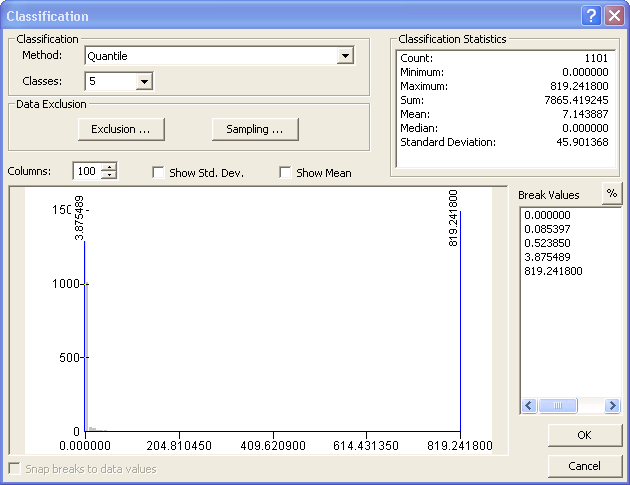 Classification
Classification
Method: Quantile
Classes: 5
Data Exclusion
Exclusion ...
Sampling ...
Columns: 100
Show Std. Dev.
Show Mean
Classification Statistics
Count: 1101
Minimum: 0.000000
Maximum: 819.241800
Sum: 7865.419245
Mean: 7.143887
Median: 0.000000
Standard Deviation: 45.901368
Break Values
%
0.000000
0.085397
0.523850
3.875489
819.241800
3.875489
819.241800
1000
500
0
0.000000 204.810450 409.620900 614.431350 819.241800
Snap breaks to data values
OK
Cancel